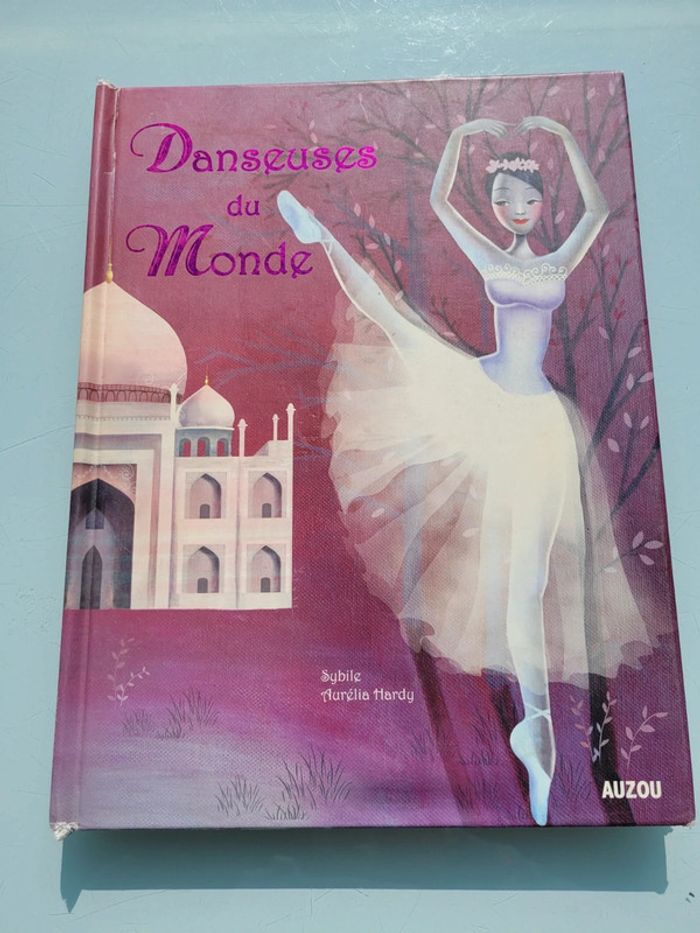 Danseuses
du
Monde
Sybile
Aurélia Hardy
AUZOU